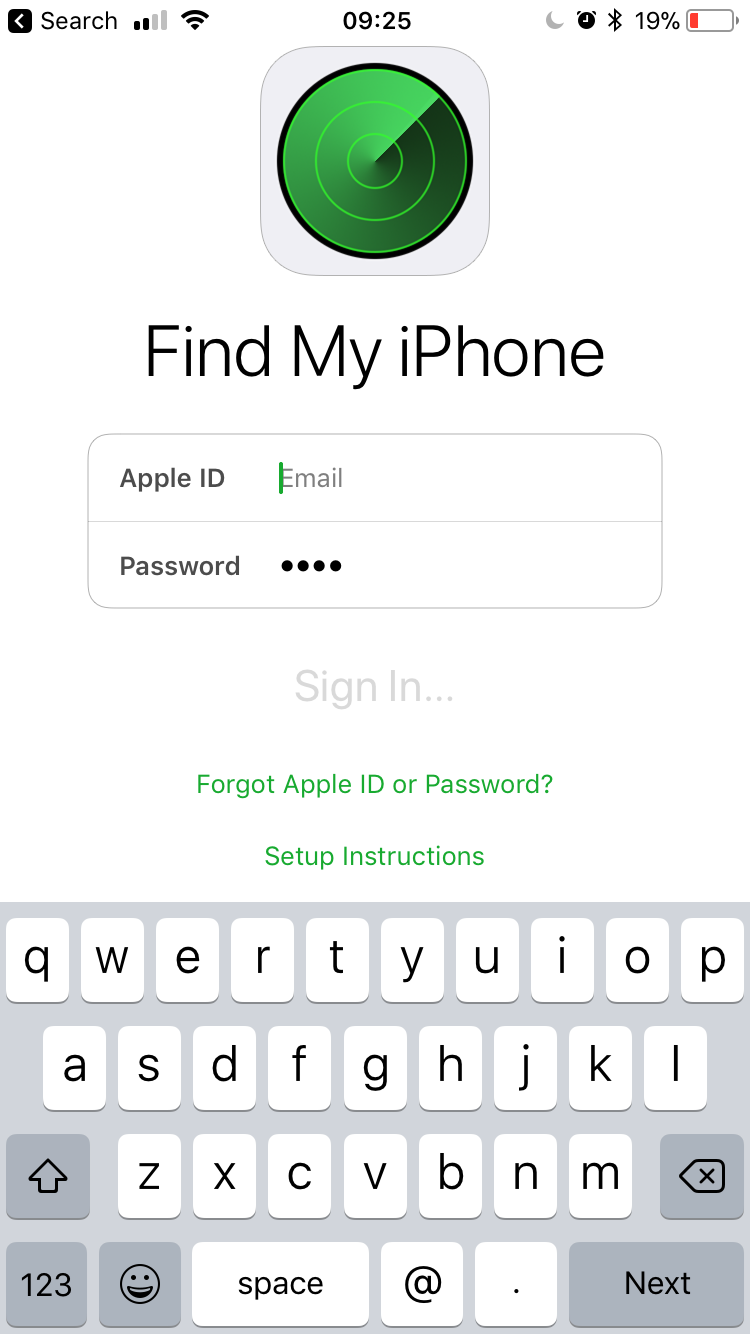 Search 09:25 19%
Find My iPhone
Apple ID Email
Password ••••
Sign In...
Forgot Apple ID or Password?
Setup Instructions
q w e r t y u i o p
a s d f g h j k l
z x c v b n m
123 space @ . Next